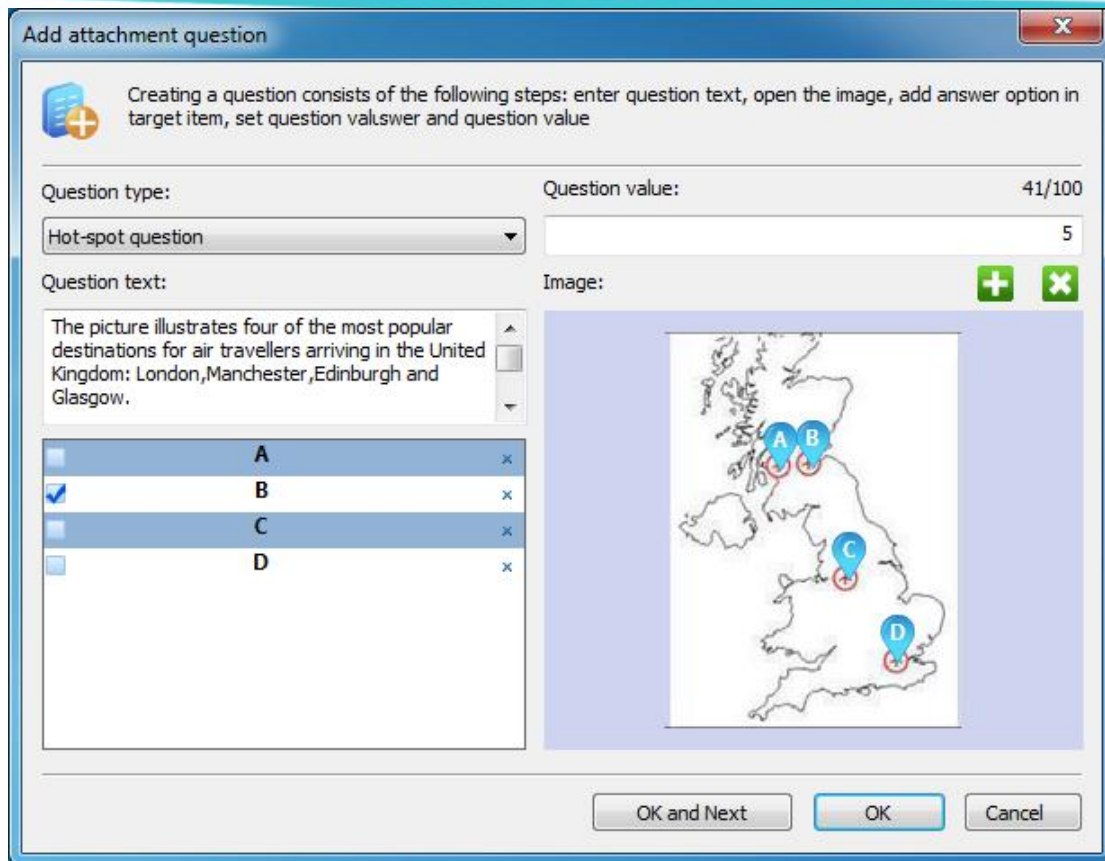 Add attachment question
Creating a question consists of the following steps: enter question text, open the image, add answer option in
target item, set question valuswer and question value
Question type:
Question value:
41/100
Hot-spot question
5
Question text:
Image:
The picture illustrates four of the most popular
destinations for air travellers arriving in the United
Kingdom: London,Manchester,Edinburgh and
Glasgow.
A
B
C
D
A B
C
D
OK and Next
OK
Cancel